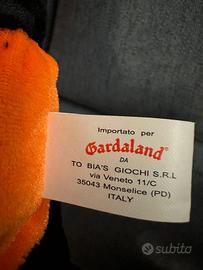 Importato per
Gardaland
DA
TO BIA'S GIOCHI S.R.L
via Veneto 11/C
35043 Monselice (PD)
ITALY
subito